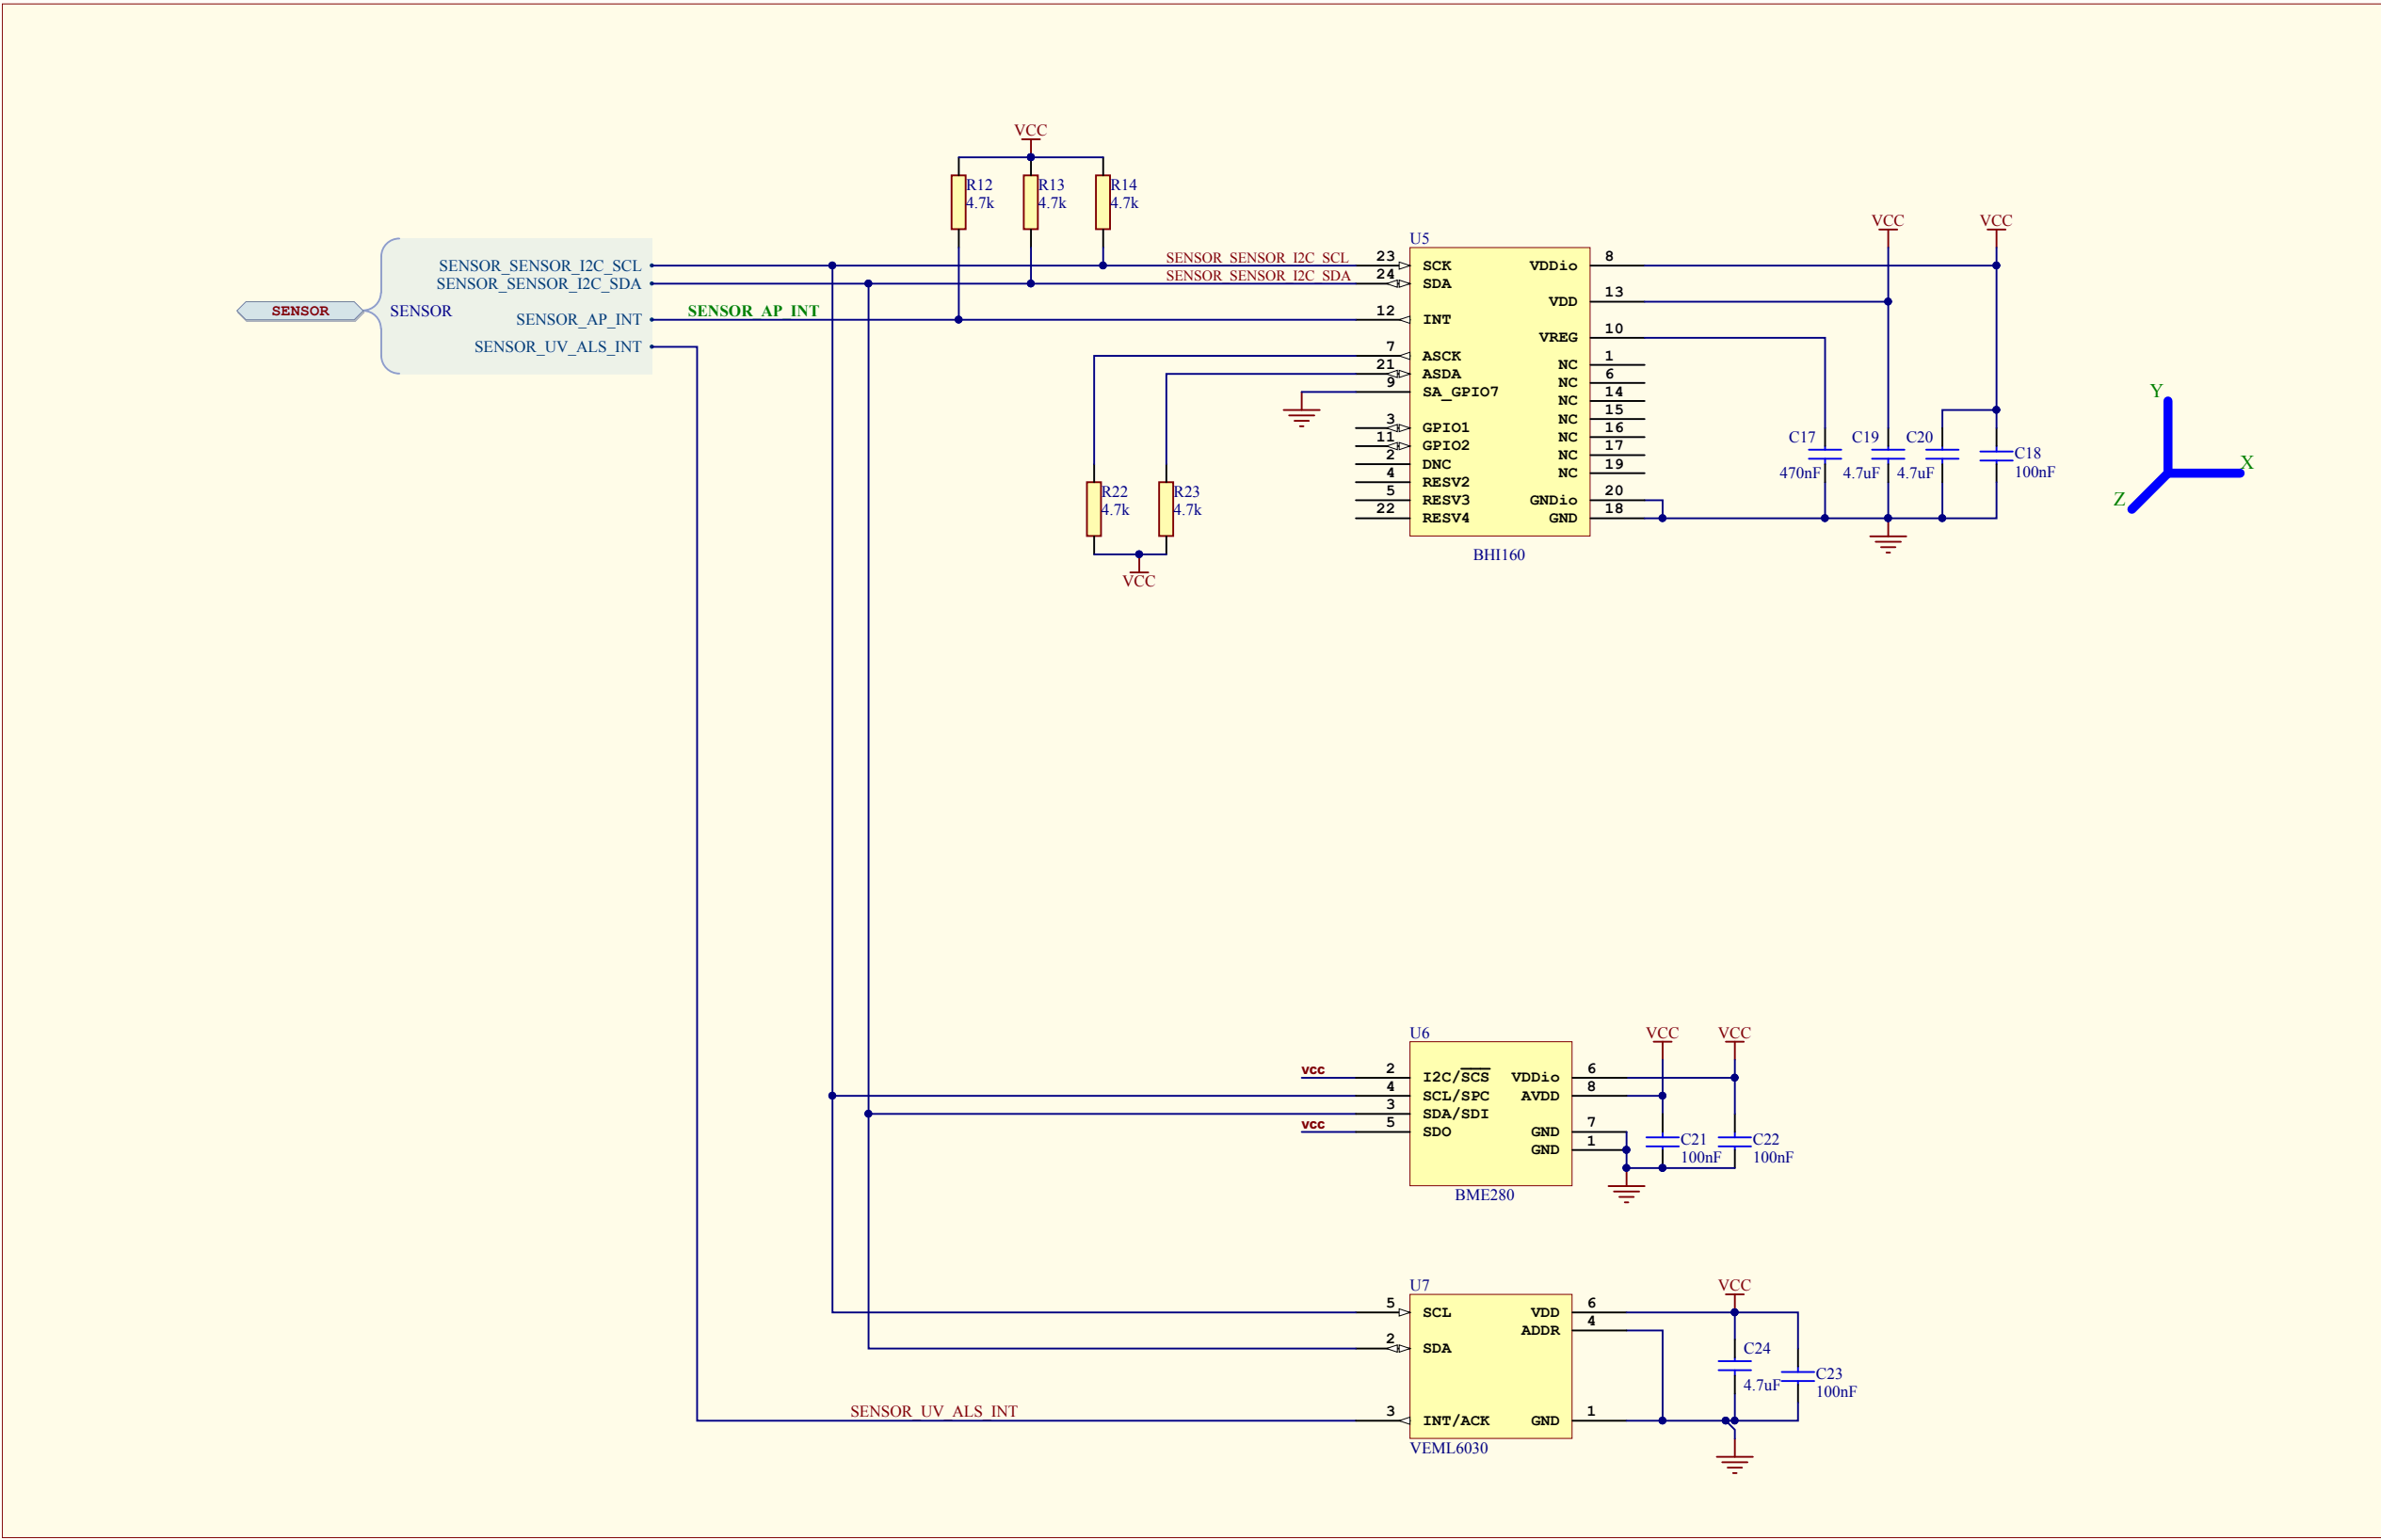 VCC
R12
4.7k
R13
4.7k
R14
4.7k
SENSOR
SENSOR
SENSOR_SENSOR_I2C_SCL
SENSOR_SENSOR_I2C_SDA
SENSOR_AP_INT
SENSOR_UV_ALS_INT
SENSOR_AP_INT
SENSOR_SENSOR_I2C_SCL
SENSOR_SENSOR_I2C_SDA
U5
23 SCK
24 SDA
12 INT
7 ASCK
21 ASDA
9 SA_GPIO7
3 GPIO1
11 GPIO2
2 DNC
4 RESV2
5 RESV3
22 RESV4
VDDio 8
VDD 13
VREG 10
NC 1
NC 6
NC 14
NC 15
NC 16
NC 17
NC 19
GNDio 20
GND 18
BHI160
R22
4.7k
R23
4.7k
VCC
VCC
VCC
C17
470nF
C19
4.7uF
C20
4.7uF
C18
100nF
Y
X
Z
U6
vcc 2 I2C/SCS
4 SCL/SPC
3 SDA/SDI
vcc 5 SDO
VDDio 6
AVDD 8
GND 7
GND 1
BME280
VCC
VCC
C21
100nF
C22
100nF
U7
5 SCL
2 SDA
3 INT/ACK
VDD 6
ADDR 4
GND 1
VEML6030
SENSOR_UV_ALS_INT
VCC
C24
4.7uF
C23
100nF